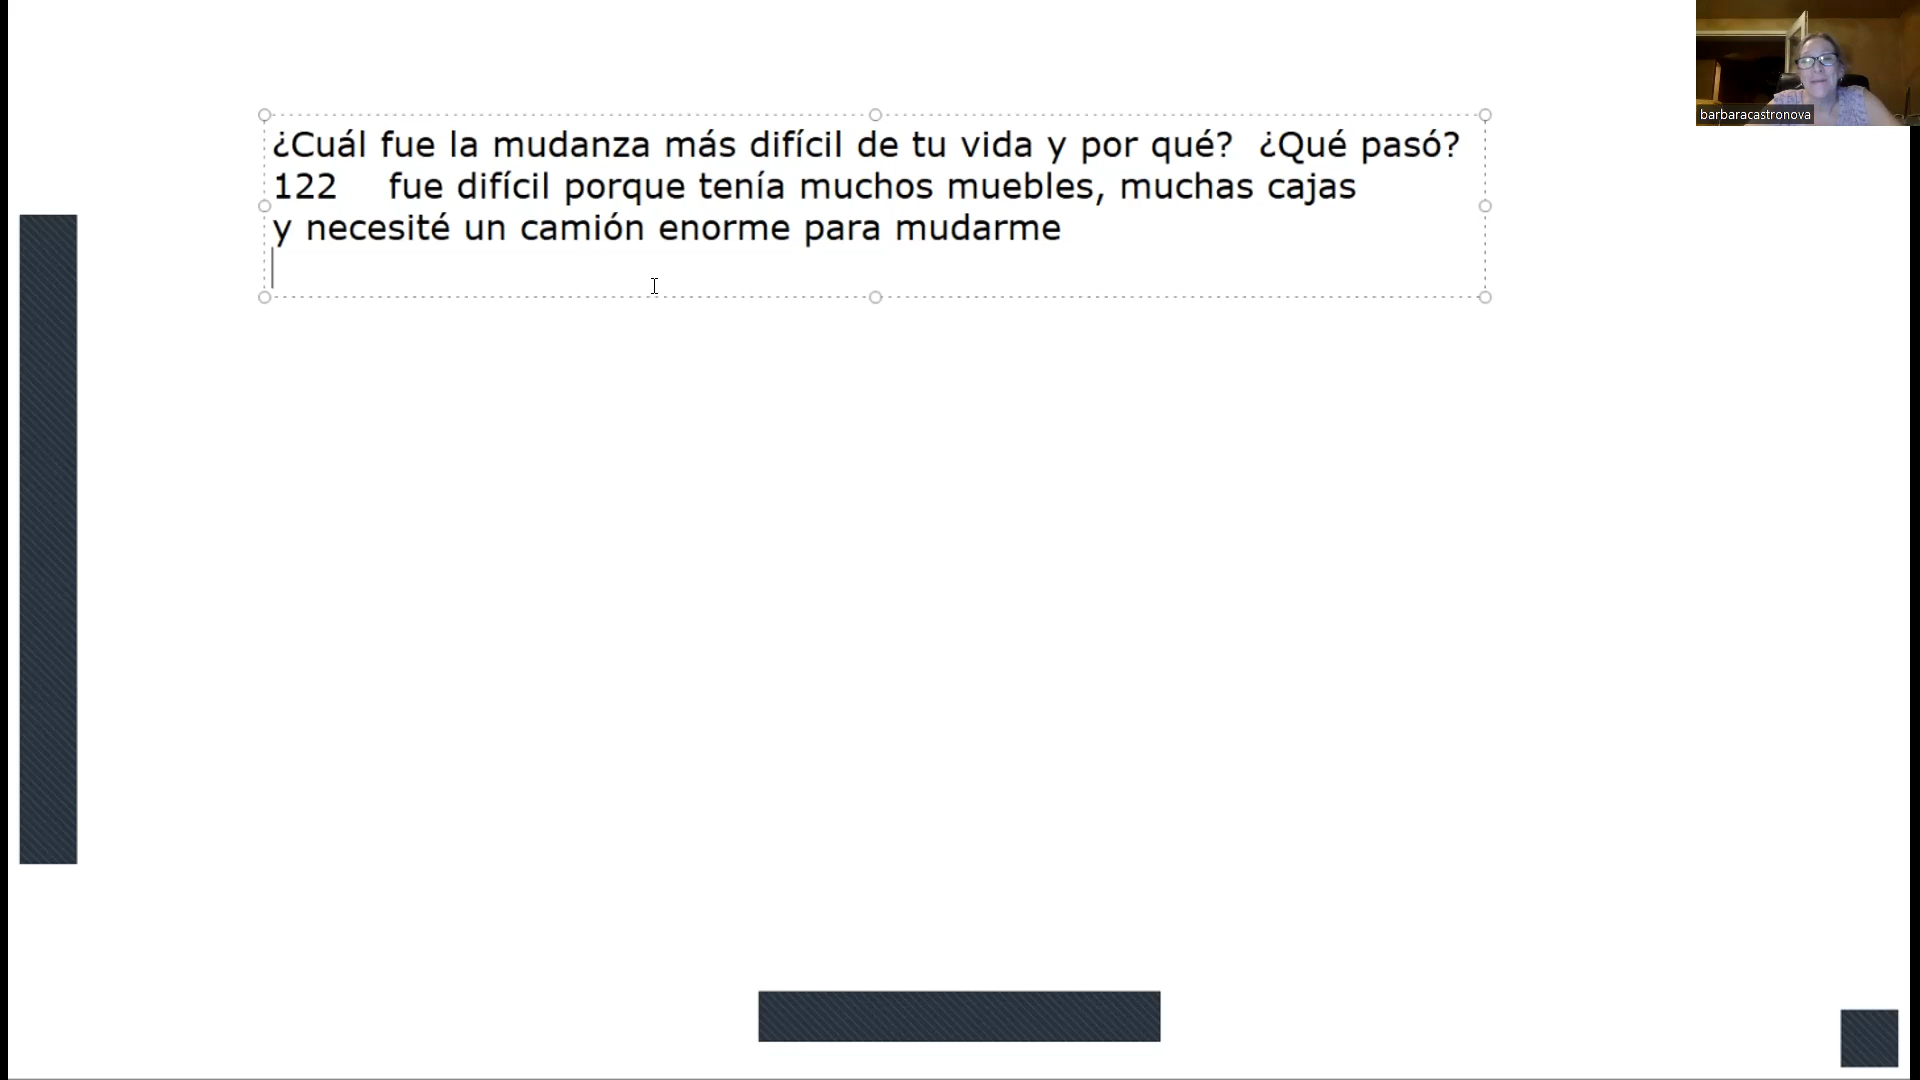 ¿Cuál fue la mudanza más difícil de tu vida y por qué?  ¿Qué pasó?
122    fue difícil porque tenía muchos muebles, muchas cajas
y necesité un camión enorme para mudarme
barbaracastronova